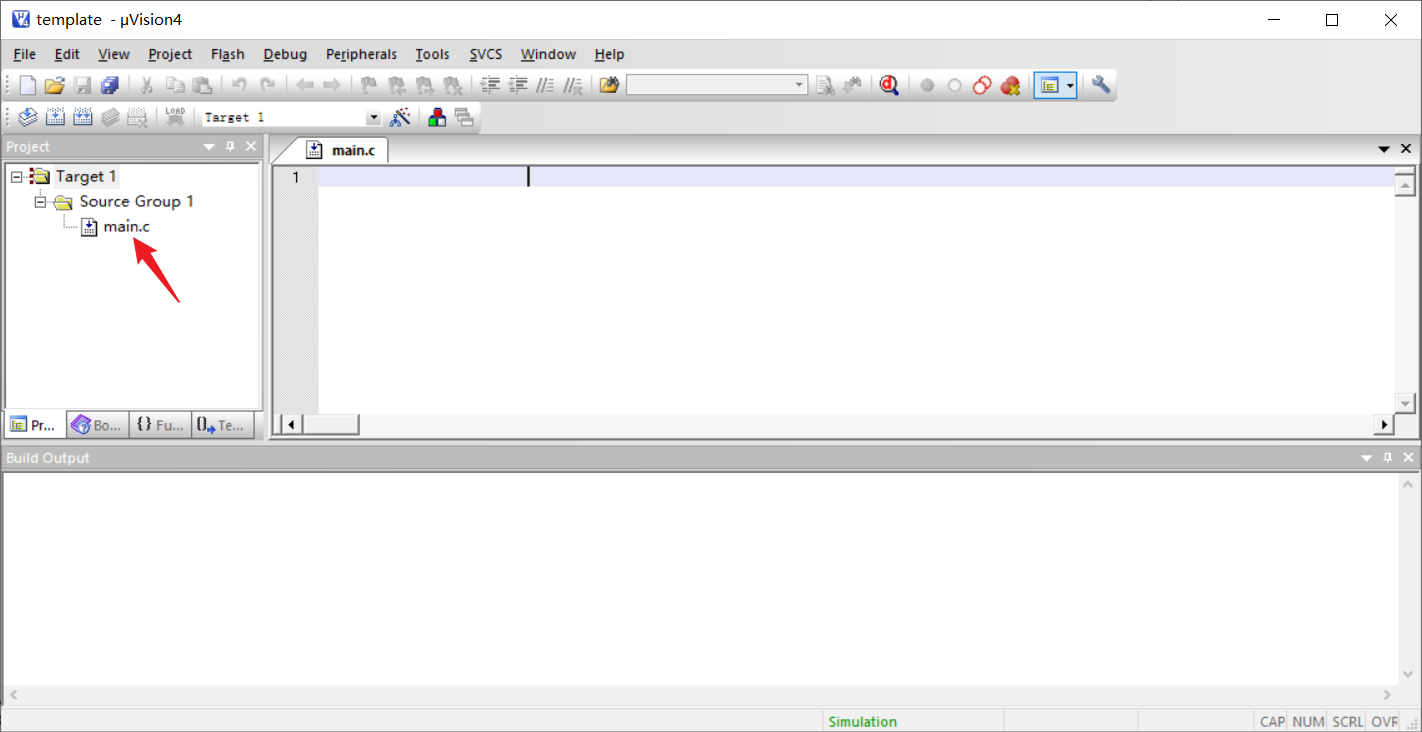 template - µVision4
File Edit View Project Flash Debug Peripherals Tools SVCS Window Help
LOAD
Target 1
Project
main.c
Target 1
Source Group 1
main.c
1
Pr...
Bo...
{} Fu...
Te...
Build Output
Simulation
CAP NUM SCRL OVR